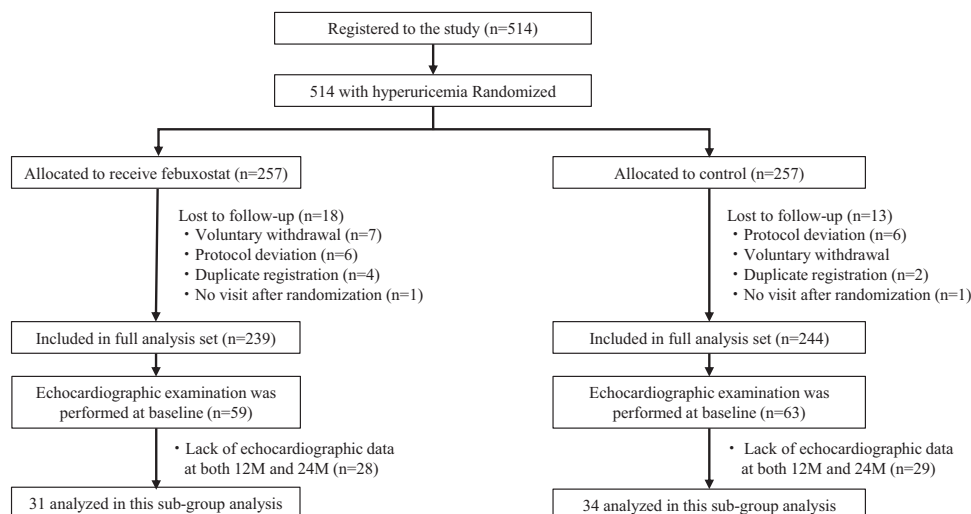 Registered to the study (n=514)
514 with hyperuricemia Randomized
Allocated to receive febuxostat (n=257)
Lost to follow-up (n=18)
・Voluntary withdrawal (n=7)
・Protocol deviation (n=6)
・Duplicate registration (n=4)
・No visit after randomization (n=1)
Included in full analysis set (n=239)
Echocardiographic examination was
performed at baseline (n=59)
・Lack of echocardiographic data
at both 12M and 24M (n=28)
31 analyzed in this sub-group analysis
Allocated to control (n=257)
Lost to follow-up (n=13)
・Protocol deviation (n=6)
・Voluntary withdrawal
・Duplicate registration (n=2)
・No visit after randomization (n=1)
Included in full analysis set (n=244)
Echocardiographic examination was
performed at baseline (n=63)
・Lack of echocardiographic data
at both 12M and 24M (n=29)
34 analyzed in this sub-group analysis